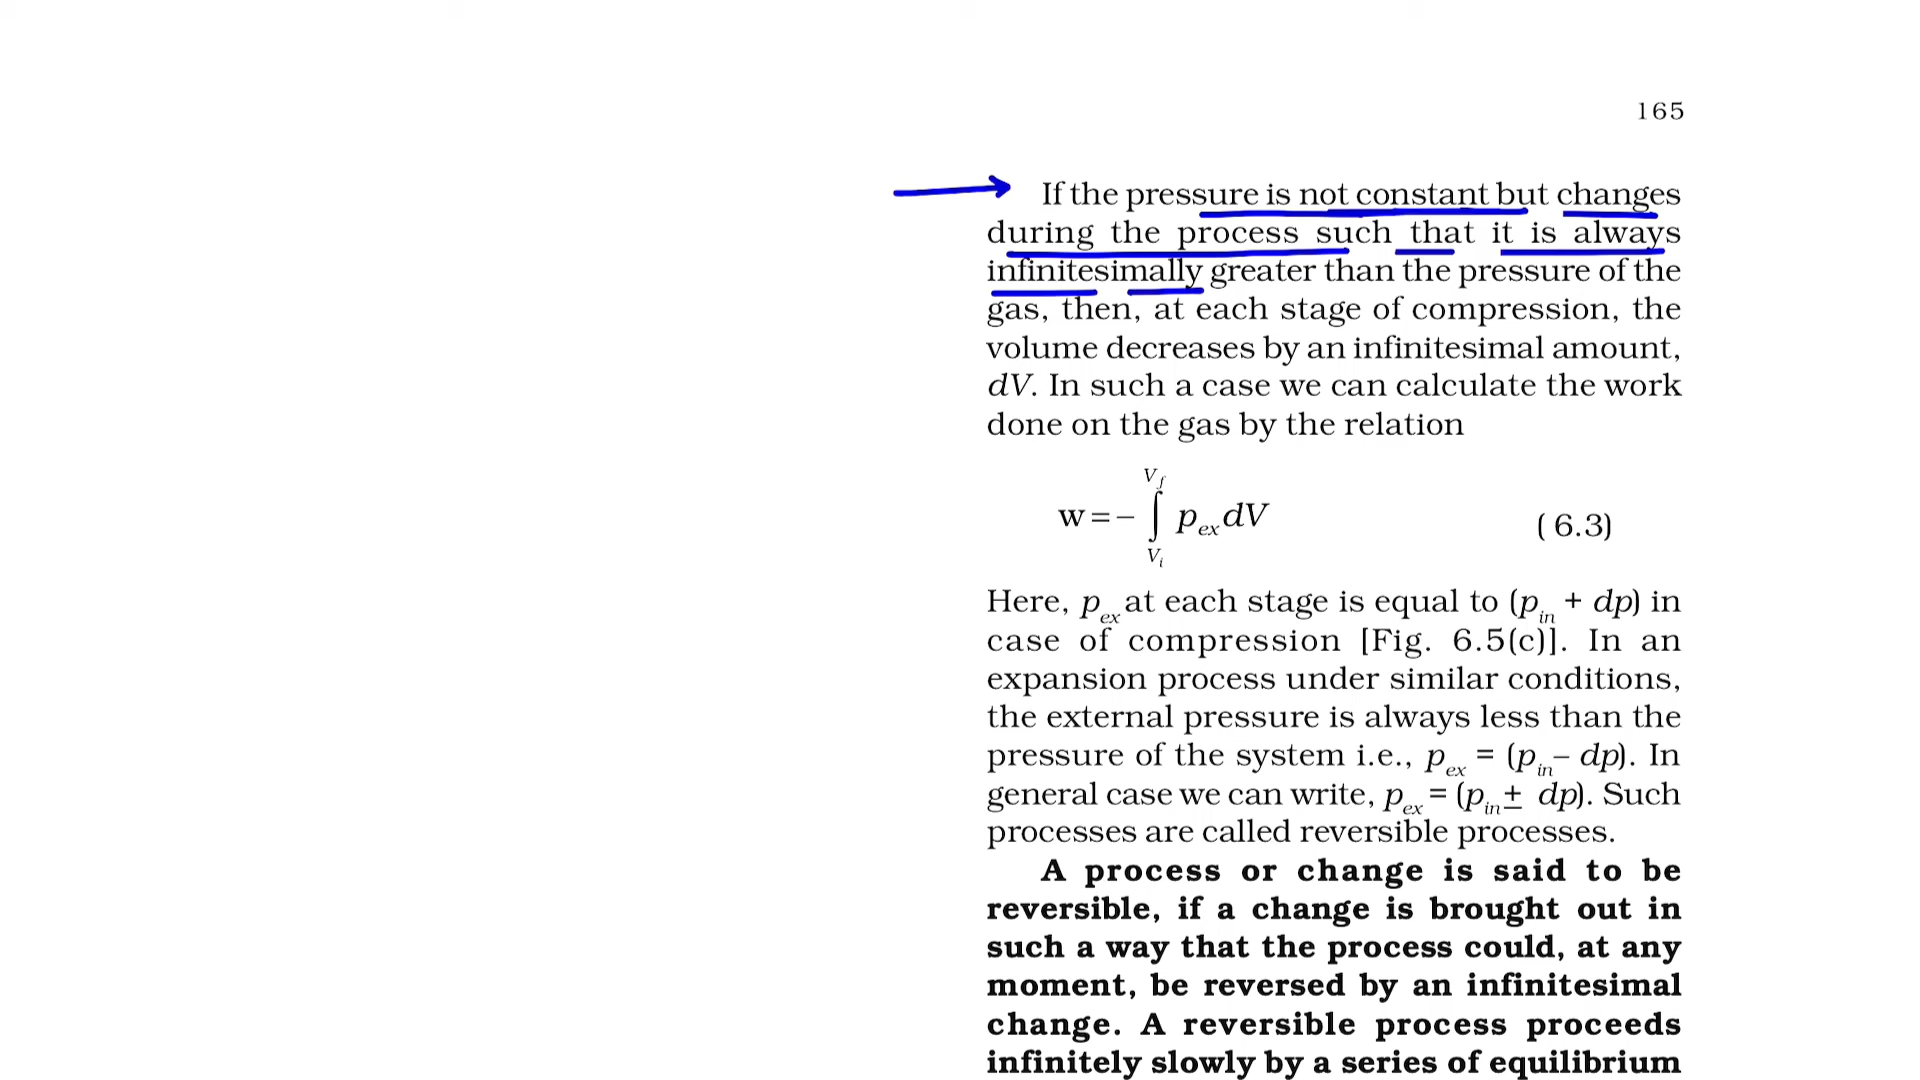 165
If the pressure is not constant but changes
during the process such that it is always
infinitesimally greater than the pressure of the
gas, then, at each stage of compression, the
volume decreases by an infinitesimal amount,
dV. In such a case we can calculate the work
done on the gas by the relation
w = − ∫_{V_i}^{V_f} p_ex dV ( 6.3)
Here, p_ex at each stage is equal to (p_in + dp) in
case of compression [Fig. 6.5(c)]. In an
expansion process under similar conditions,
the external pressure is always less than the
pressure of the system i.e., p_ex = (p_in – dp). In
general case we can write, p_ex = (p_in ± dp). Such
processes are called reversible processes.
A process or change is said to be
reversible, if a change is brought out in
such a way that the process could, at any
moment, be reversed by an infinitesimal
change. A reversible process proceeds
infinitely slowly by a series of equilibrium